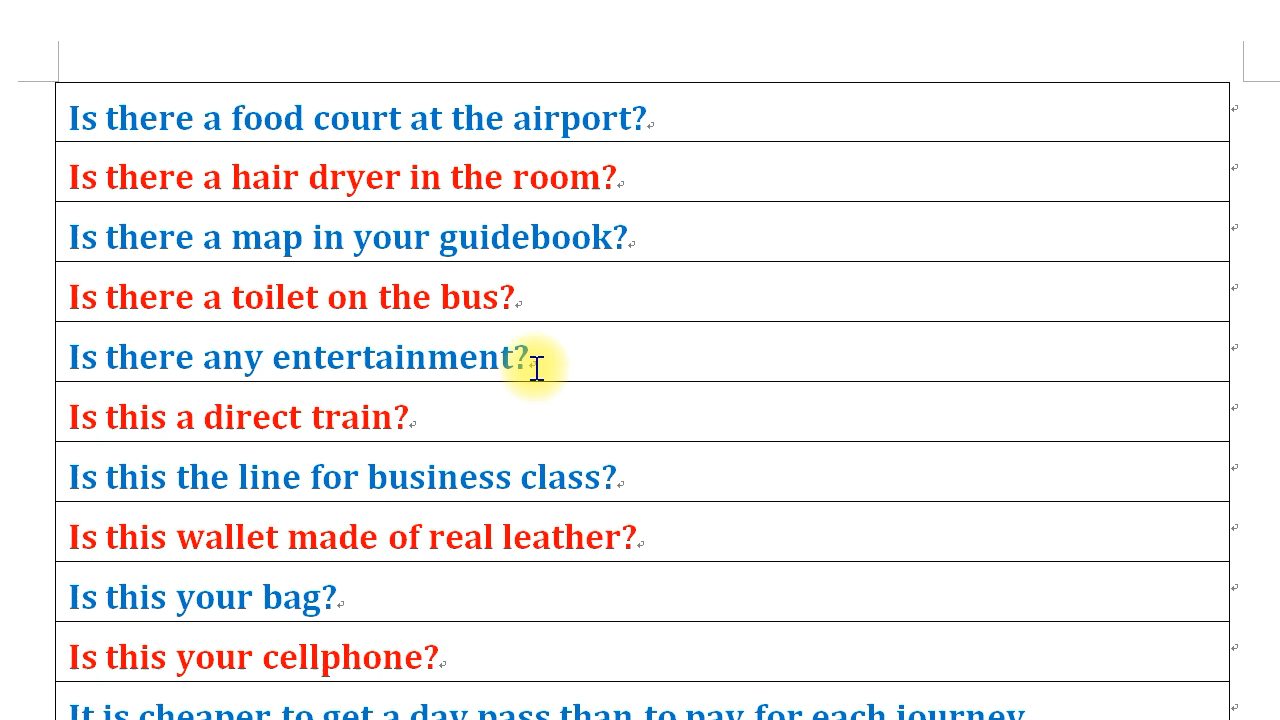 Is there a food court at the airport?
Is there a hair dryer in the room?
Is there a map in your guidebook?
Is there a toilet on the bus?
Is there any entertainment?
Is this a direct train?
Is this the line for business class?
Is this wallet made of real leather?
Is this your bag?
Is this your cellphone?
It is cheaper to get a day pass than to pay for each journey